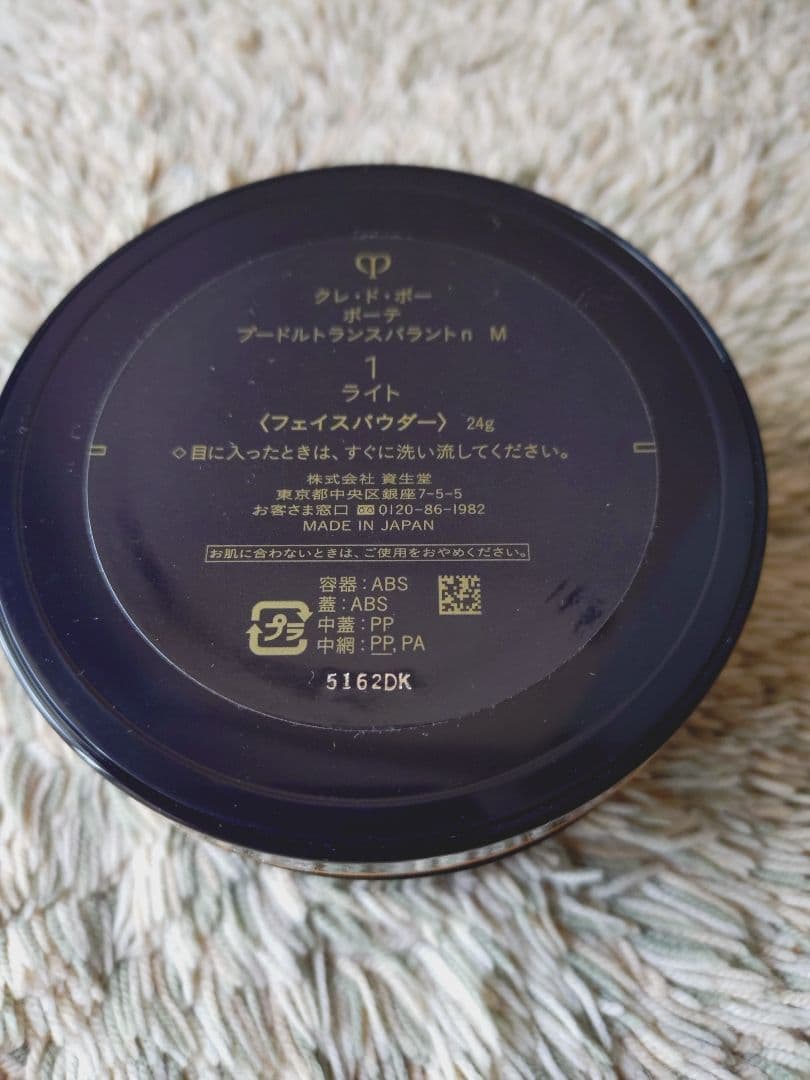 クレ・ド・ポー
ボーテ
プードルトランスパラントn M
1
ライト
〈フェイスパウダー〉 24g
◇目に入ったときは、すぐに洗い流してください。
株式会社 資生堂
東京都中央区銀座7-5-5
お客さま窓口 0120-86-1982
MADE IN JAPAN
お肌に合わないときは、ご使用をおやめください。
容器：ABS
蓋：ABS
中蓋：PP
中網：PP, PA
プラ
5162DK